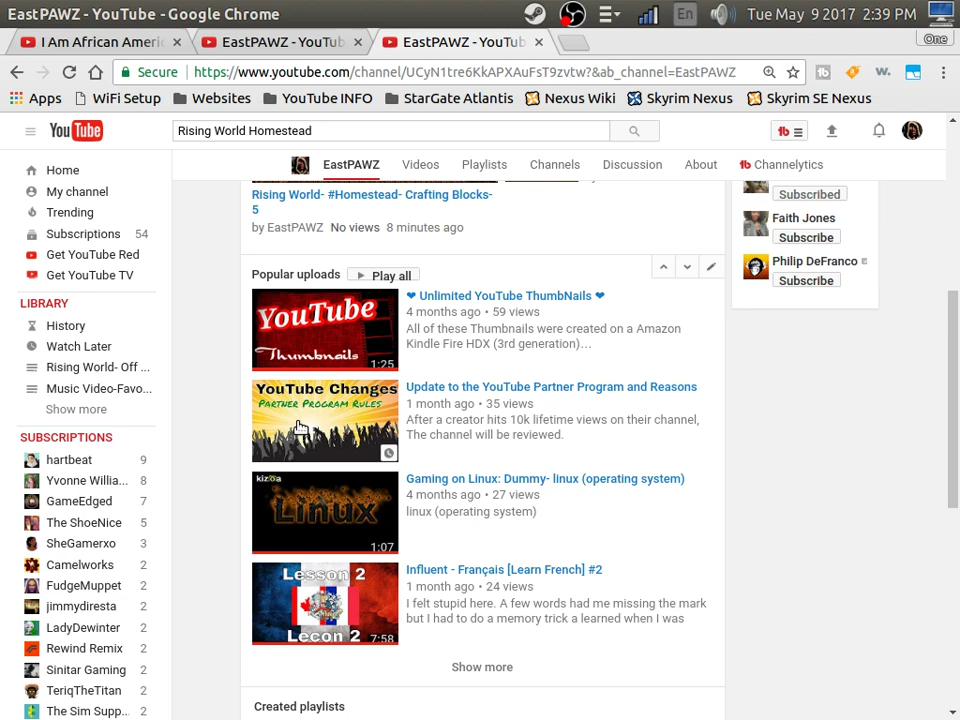 EastPAWZ - YouTube - Google Chrome
En
Tue May 9 2017 2:39 PM
I Am African Ameri
EastPAWZ - YouTub
EastPAWZ - YouTub
One
Secure
https://www.youtube.com/channel/UCyN1tre6KkAPXAuFsT9zvtw?&ab_channel=EastPAWZ
Apps
WiFi Setup
Websites
YouTube INFO
StarGate Atlantis
Nexus Wiki
Skyrim Nexus
Skyrim SE Nexus
YouTube
Rising World Homestead
EastPAWZ
Videos
Playlists
Channels
Discussion
About
Channelytics
Home
My channel
Trending
Subscriptions 54
Get YouTube Red
Get YouTube TV
LIBRARY
History
Watch Later
Rising World- Off ...
Music Video-Favo...
Show more
SUBSCRIPTIONS
hartbeat 9
Yvonne Willia... 8
GameEdged 7
The ShoeNice 5
SheGamerxo 3
Camelworks 2
FudgeMuppet 2
jimmydiresta 2
LadyDewinter 2
Rewind Remix 2
Sinitar Gaming 2
TeriqTheTitan 2
The Sim Supp... 2
Rising World- #Homestead- Crafting Blocks-
5
by EastPAWZ No views 8 minutes ago
Popular uploads
Play all
YouTube
Thumbnails
1:25
❤ Unlimited YouTube ThumbNails ❤
4 months ago • 59 views
All of these Thumbnails were created on a Amazon
Kindle Fire HDX (3rd generation)...
YouTube Changes
Partner Program Rules
Update to the YouTube Partner Program and Reasons
1 month ago • 35 views
After a creator hits 10k lifetime views on their channel,
The channel will be reviewed.
kizoa
Linux
1:07
Gaming on Linux: Dummy- linux (operating system)
4 months ago • 27 views
linux (operating system)
Lesson 2
Lecon 2
7:58
Influent - Français [Learn French] #2
1 month ago • 24 views
I felt stupid here. A few words had me missing the mark
but I had to do a memory trick a learned when I was
Show more
Created playlists
Subscribed
Faith Jones
Subscribe
Philip DeFranco
Subscribe